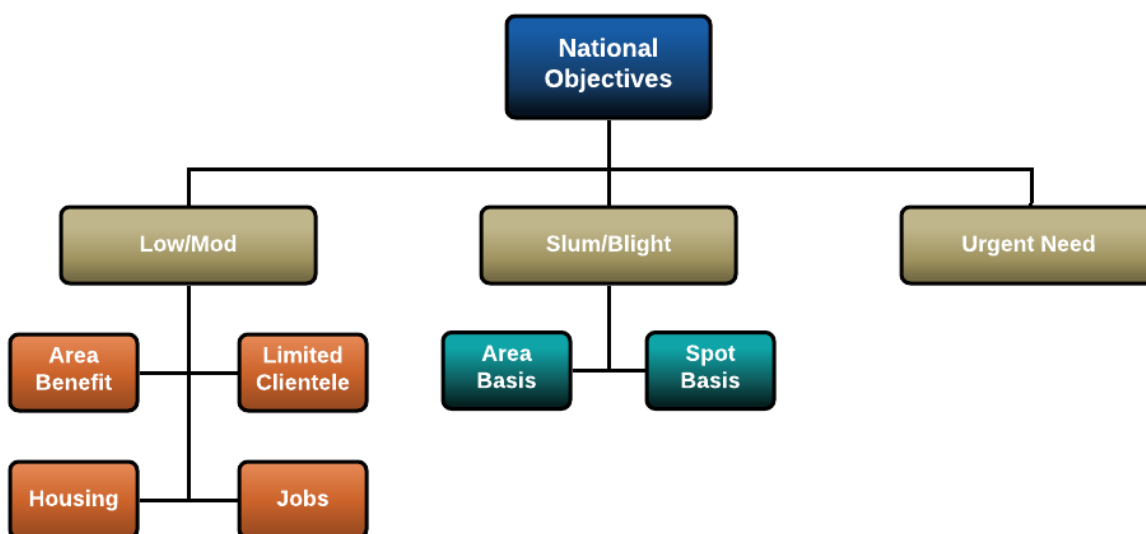 National
Objectives
Low/Mod
Slum/Blight
Urgent Need
Area
Benefit
Limited
Clientele
Area
Basis
Spot
Basis
Housing
Jobs